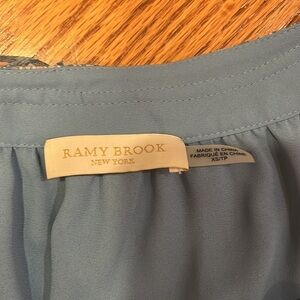 RAMY BROOK
NEW YORK
MADE IN CHINA
FABRIQUÉ EN CHINE
XS/TP